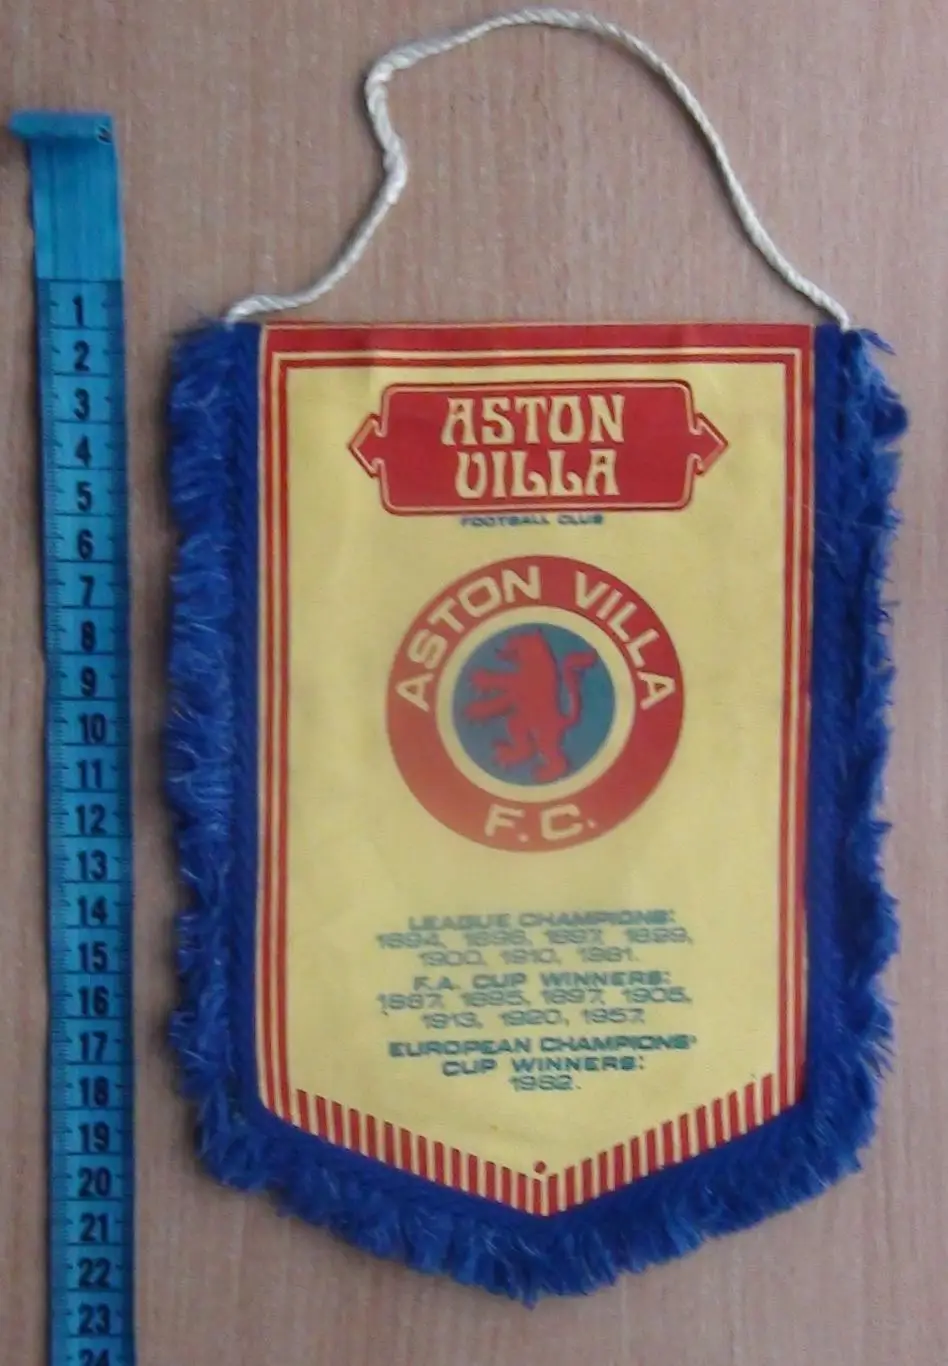 ASTON
VILLA
FOOTBALL CLUB
ASTON VILLA
F.C.
LEAGUE CHAMPIONS:
1894, 1896, 1897, 1899,
1900, 1910, 1981.
F.A. CUP WINNERS:
1887, 1895, 1897, 1905,
1913, 1920, 1957.
EUROPEAN CHAMPIONS'
CUP WINNERS:
1982.
1
2
3
4
5
6
7
8
9
10
11
12
13
14
15
16
17
18
19
20
21
22
23
24